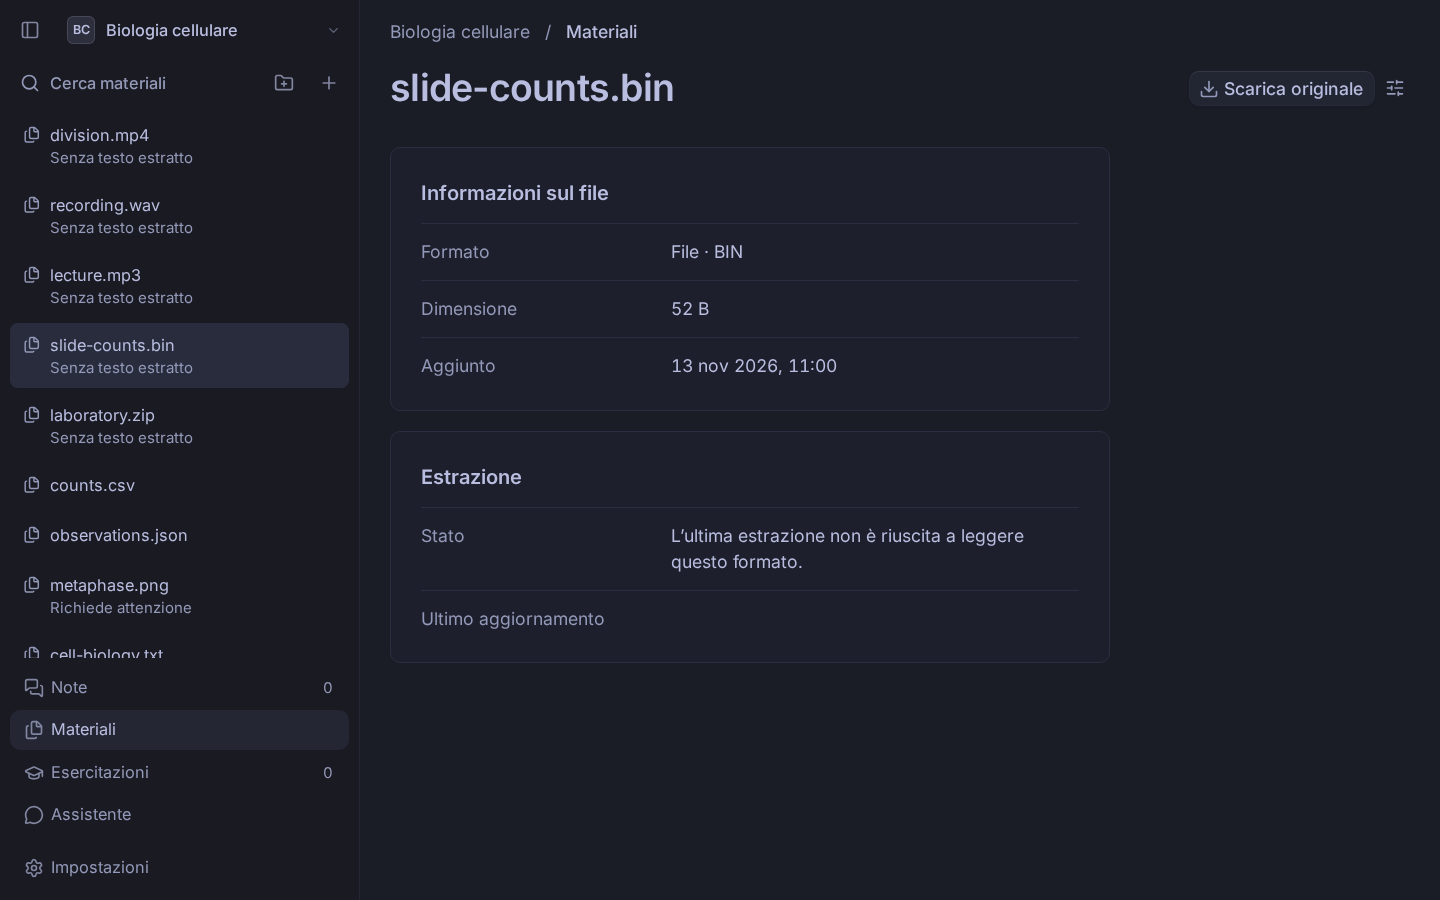 BC Biologia cellulare
Cerca materiali
division.mp4
Senza testo estratto
recording.wav
Senza testo estratto
lecture.mp3
Senza testo estratto
slide-counts.bin
Senza testo estratto
laboratory.zip
Senza testo estratto
counts.csv
observations.json
metaphase.png
Richiede attenzione
cell-biology.txt
Note 0
Materiali
Esercitazioni 0
Assistente
Impostazioni
Biologia cellulare / Materiali
slide-counts.bin
Scarica originale
Informazioni sul file
Formato File · BIN
Dimensione 52 B
Aggiunto 13 nov 2026, 11:00
Estrazione
Stato L’ultima estrazione non è riuscita a leggere
questo formato.
Ultimo aggiornamento